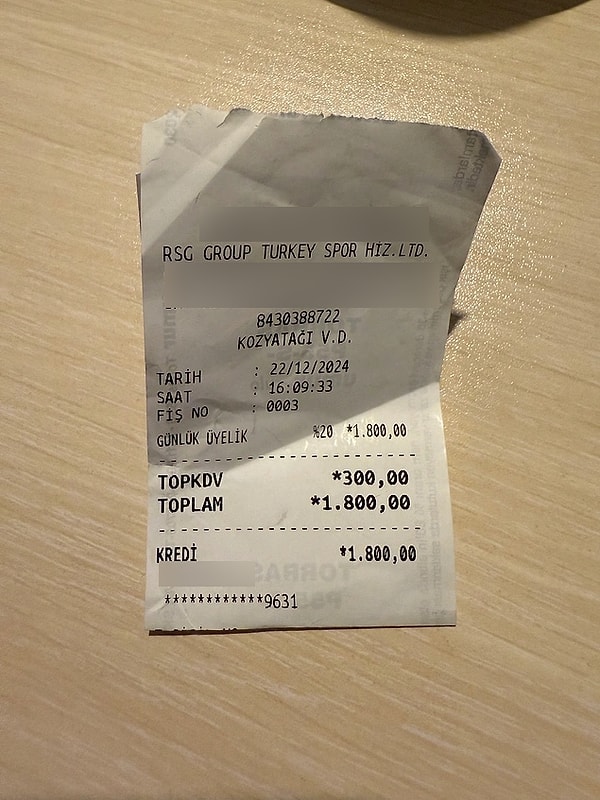 RSG GROUP TURKEY SPOR HİZ.LTD.
8430388722
KOZYATAĞI V.D.
TARİH : 22/12/2024
SAAT : 16:09:33
FİŞ NO : 0003
GÜNLÜK ÜYELİK %20 *1.800,00
TOPKDV *300,00
TOPLAM *1.800,00
KREDİ *1.800,00
************9631